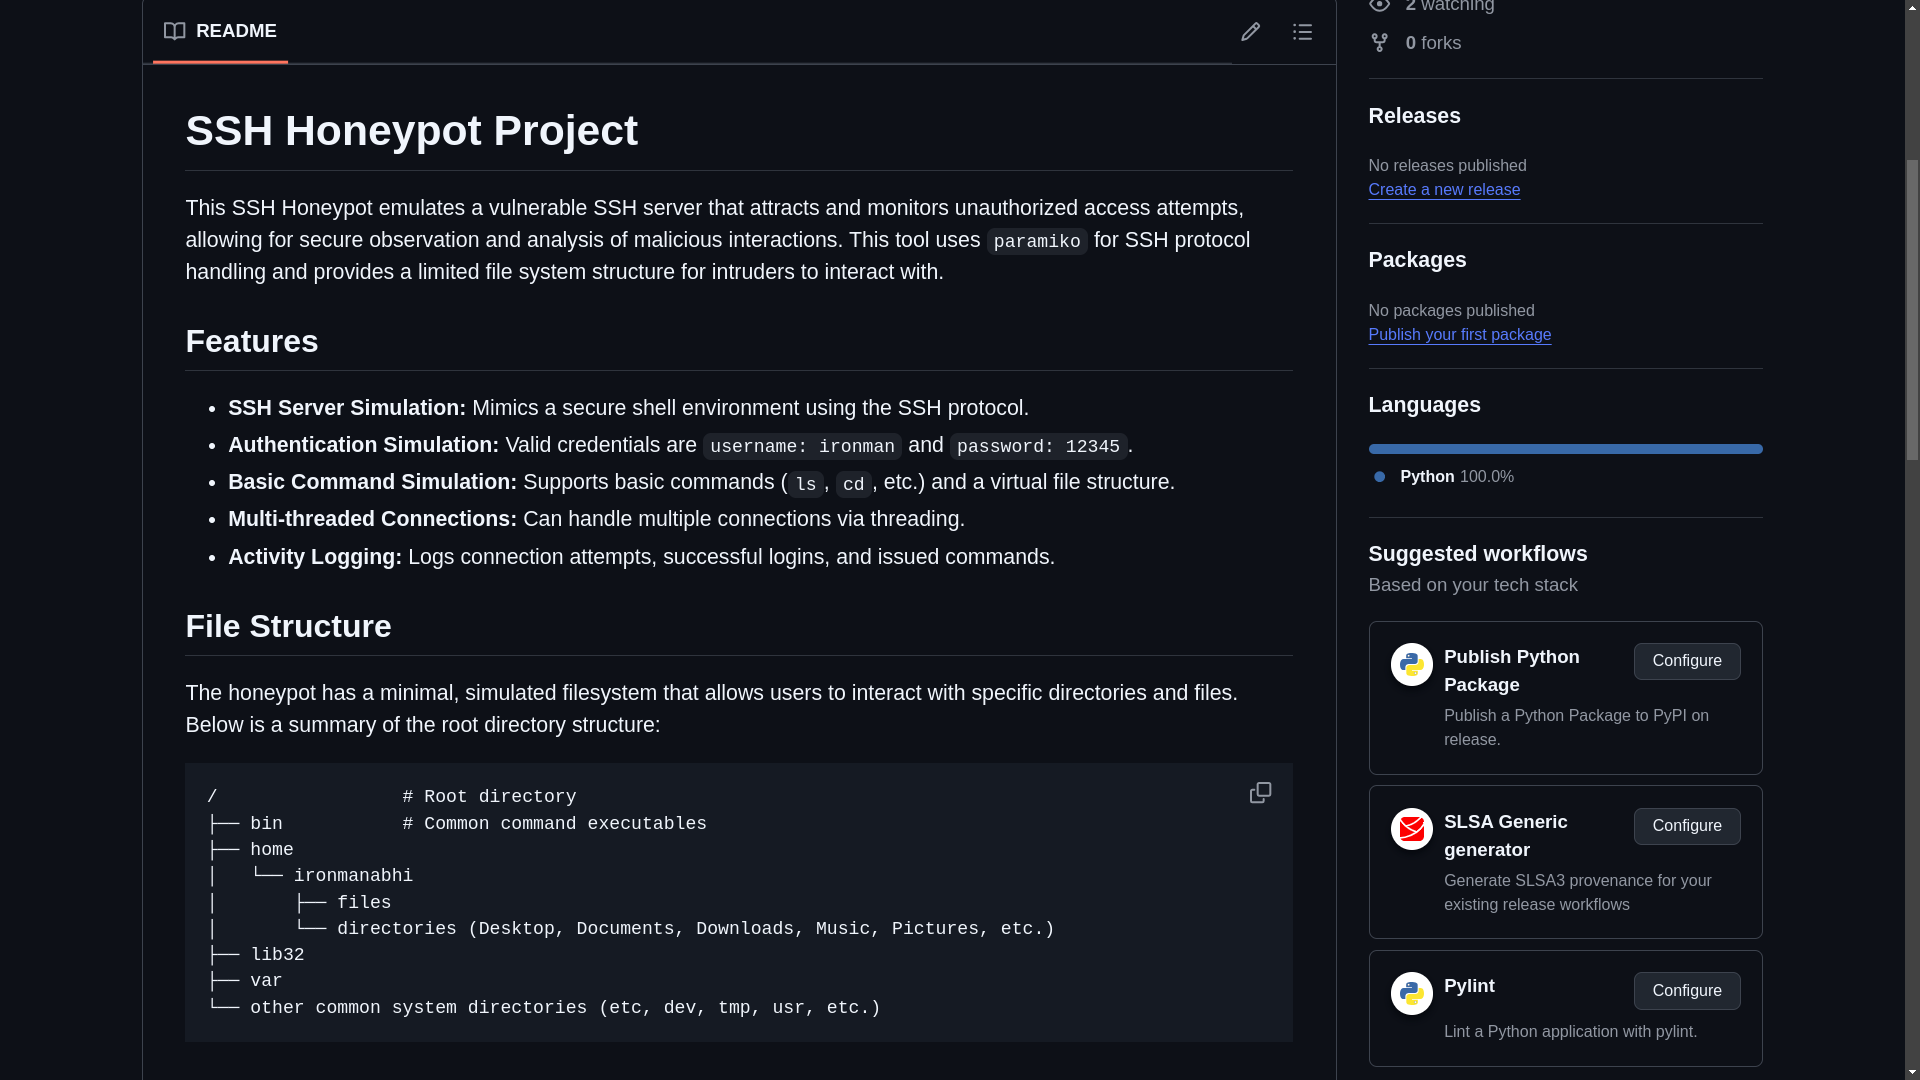 README
SSH Honeypot Project
This SSH Honeypot emulates a vulnerable SSH server that attracts and monitors unauthorized access attempts,
allowing for secure observation and analysis of malicious interactions. This tool uses paramiko for SSH protocol
handling and provides a limited file system structure for intruders to interact with.
Features
• SSH Server Simulation: Mimics a secure shell environment using the SSH protocol.
• Authentication Simulation: Valid credentials are username: ironman and password: 12345.
• Basic Command Simulation: Supports basic commands (ls, cd, etc.) and a virtual file structure.
• Multi-threaded Connections: Can handle multiple connections via threading.
• Activity Logging: Logs connection attempts, successful logins, and issued commands.
File Structure
The honeypot has a minimal, simulated filesystem that allows users to interact with specific directories and files.
Below is a summary of the root directory structure:
/                 # Root directory
├── bin           # Common command executables
├── home
│   └── ironmanabhi
│       ├── files
│       └── directories (Desktop, Documents, Downloads, Music, Pictures, etc.)
├── lib32
├── var
└── other common system directories (etc, dev, tmp, usr, etc.)
2 watching
0 forks
Releases
No releases published
Create a new release
Packages
No packages published
Publish your first package
Languages
Python 100.0%
Suggested workflows
Based on your tech stack
Publish Python
Package
Configure
Publish a Python Package to PyPI on
release.
SLSA Generic
generator
Configure
Generate SLSA3 provenance for your
existing release workflows
Pylint
Configure
Lint a Python application with pylint.